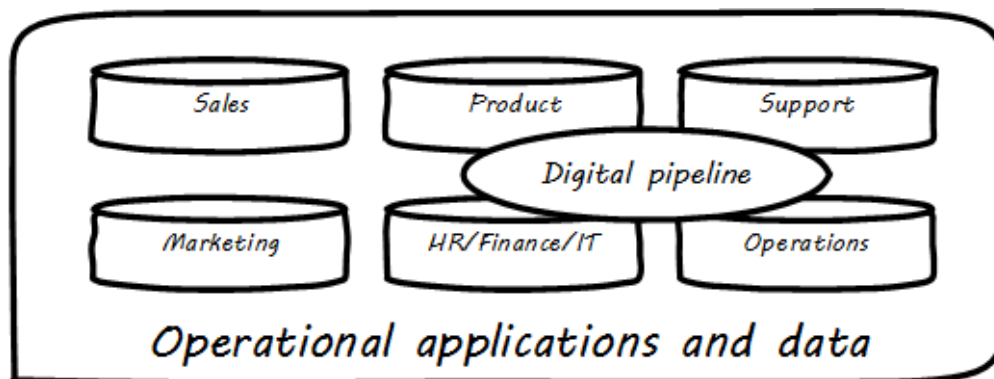 Sales
Product
Support
Digital pipeline
Marketing
HR/Finance/IT
Operations
Operational applications and data